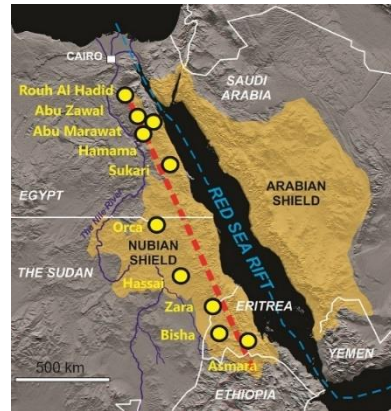 CAIRO
Rouh Al Hadid
SAUDI
ARABIA
Abu Zawal
Abu Marawat
Hamama
Sukari
ARABIAN
SHIELD
RED SEA RIFT
EGYPT
The Nile River
Orca
NUBIAN
SHIELD
THE SUDAN
Hassai
Zara
ERITREA
Bisha
YEMEN
Asmara
500 km
ETHIOPIA